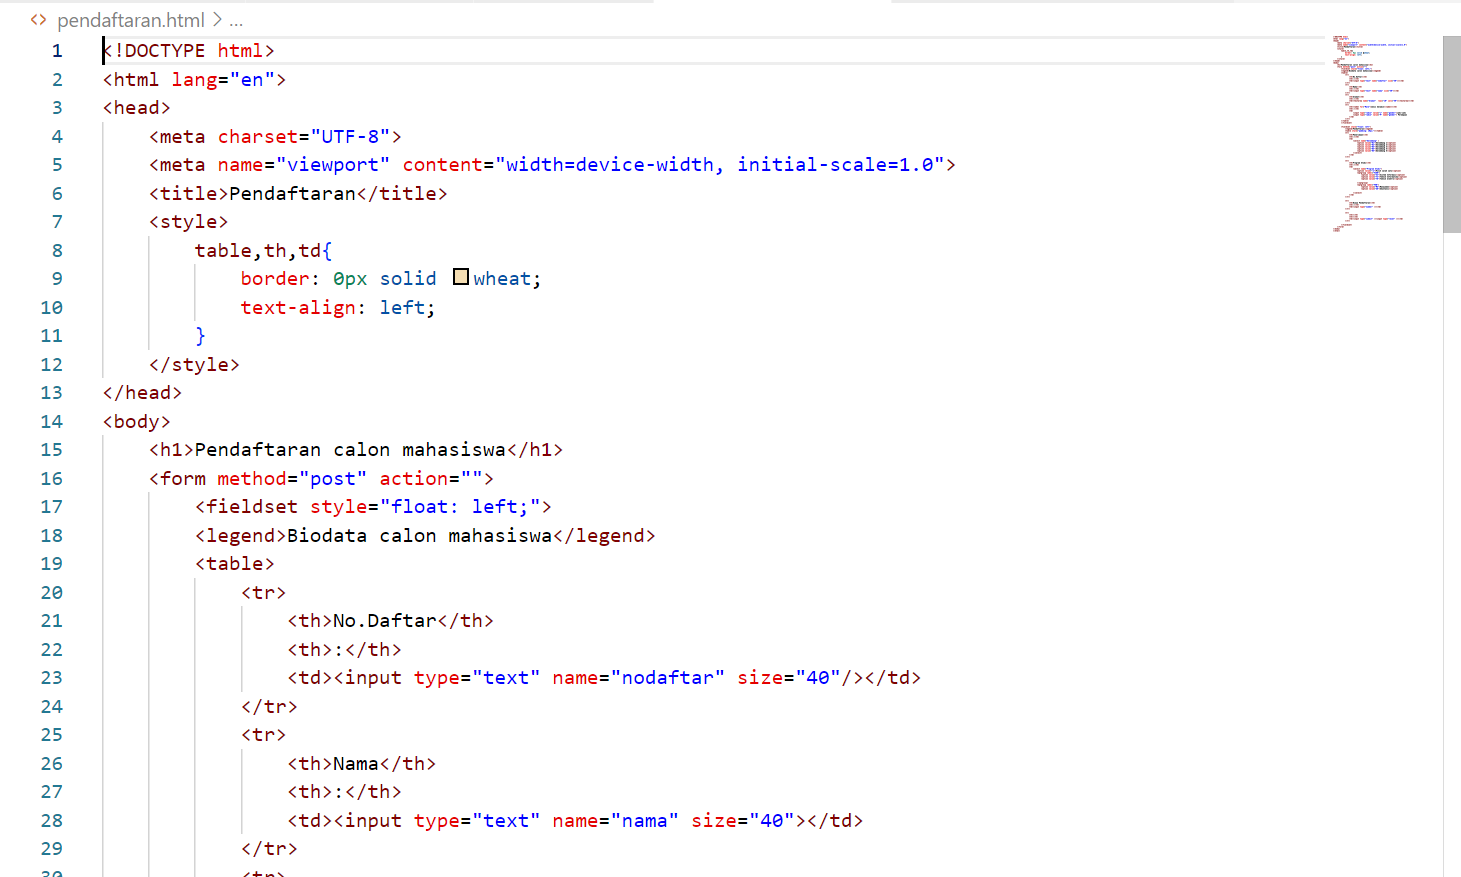 pendaftaran.html > ...
1 <!DOCTYPE html>
2 <html lang="en">
3 <head>
4     <meta charset="UTF-8">
5     <meta name="viewport" content="width=device-width, initial-scale=1.0">
6     <title>Pendaftaran</title>
7     <style>
8         table,th,td{
9             border: 0px solid wheat;
10             text-align: left;
11         }
12     </style>
13 </head>
14 <body>
15     <h1>Pendaftaran calon mahasiswa</h1>
16     <form method="post" action="">
17         <fieldset style="float: left;">
18         <legend>Biodata calon mahasiswa</legend>
19         <table>
20             <tr>
21                 <th>No.Daftar</th>
22                 <th>:</th>
23                 <td><input type="text" name="nodaftar" size="40"/></td>
24             </tr>
25             <tr>
26                 <th>Nama</th>
27                 <th>:</th>
28                 <td><input type="text" name="nama" size="40"></td>
29             </tr>
30             <tr>